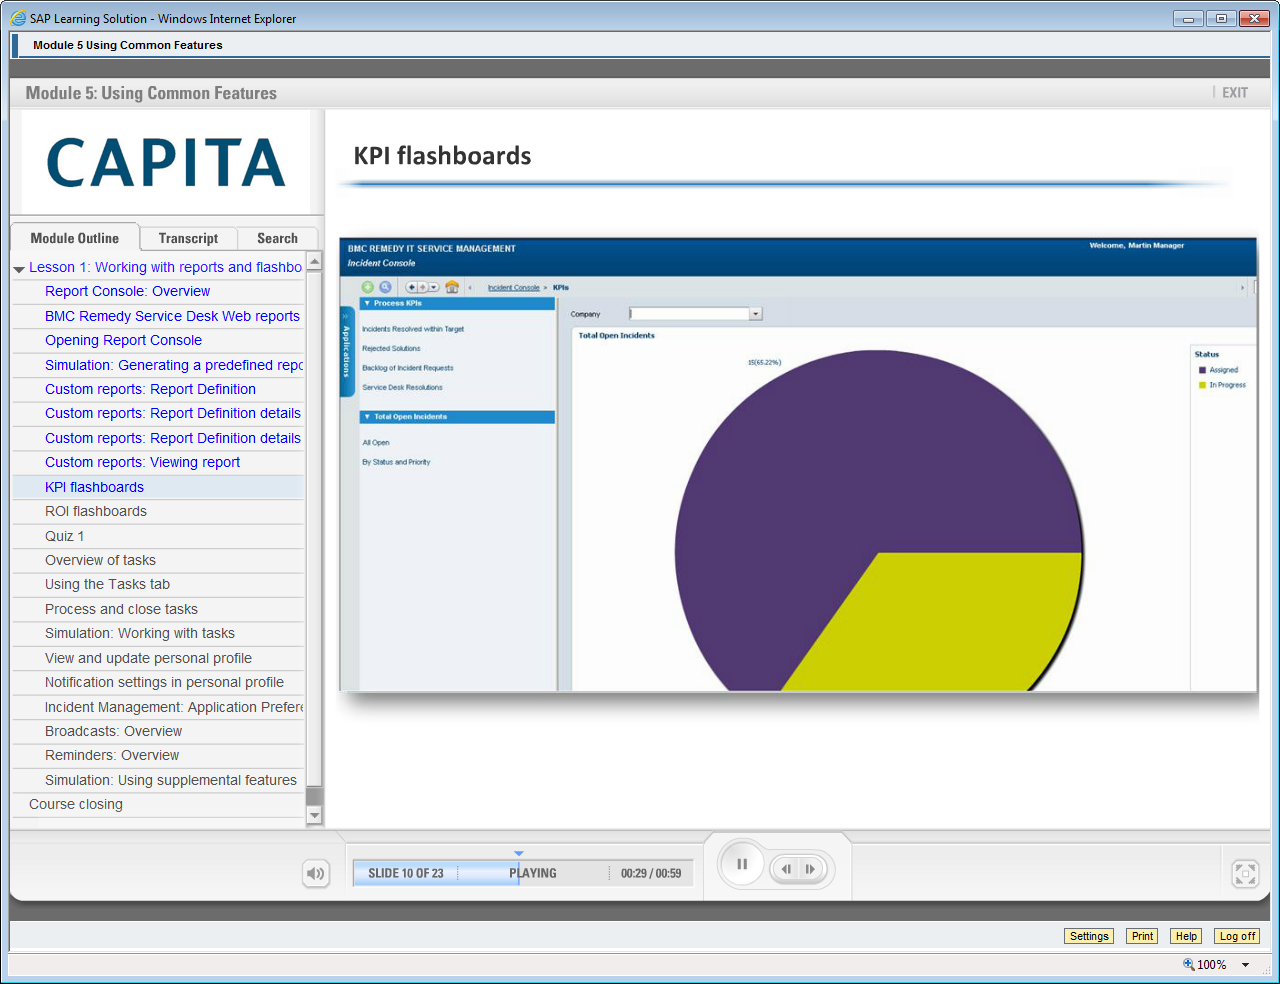 SAP Learning Solution - Windows Internet Explorer
Module 5 Using Common Features
Module 5: Using Common Features
EXIT
CAPITA
Module Outline
Transcript
Search
Lesson 1: Working with reports and flashbo
Report Console: Overview
BMC Remedy Service Desk Web reports
Opening Report Console
Simulation: Generating a predefined repo
Custom reports: Report Definition
Custom reports: Report Definition details
Custom reports: Report Definition details
Custom reports: Viewing report
KPI flashboards
ROI flashboards
Quiz 1
Overview of tasks
Using the Tasks tab
Process and close tasks
Simulation: Working with tasks
View and update personal profile
Notification settings in personal profile
Incident Management: Application Prefere
Broadcasts: Overview
Reminders: Overview
Simulation: Using supplemental features
Course closing
KPI flashboards
BMC REMEDY IT SERVICE MANAGEMENT
Welcome, Martin Manager
Incident Console
Incident Console > KPIs
Applications
Process KPIs
Incidents Resolved within Target
Rejected Solutions
Backlog of Incident Requests
Service Desk Resolutions
Total Open Incidents
All Open
By Status and Priority
Company
Total Open Incidents
15(65.22%)
Status
Assigned
In Progress
SLIDE 10 OF 23
PLAYING
00:29 / 00:59
Settings
Print
Help
Log off
100%